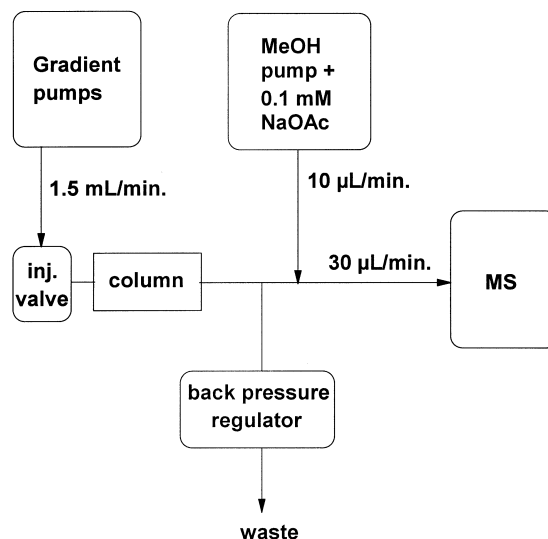 Gradient
pumps
MeOH
pump +
0.1 mM
NaOAc
1.5 mL/min.
10 µL/min.
inj.
valve
column
30 µL/min.
MS
back pressure
regulator
waste